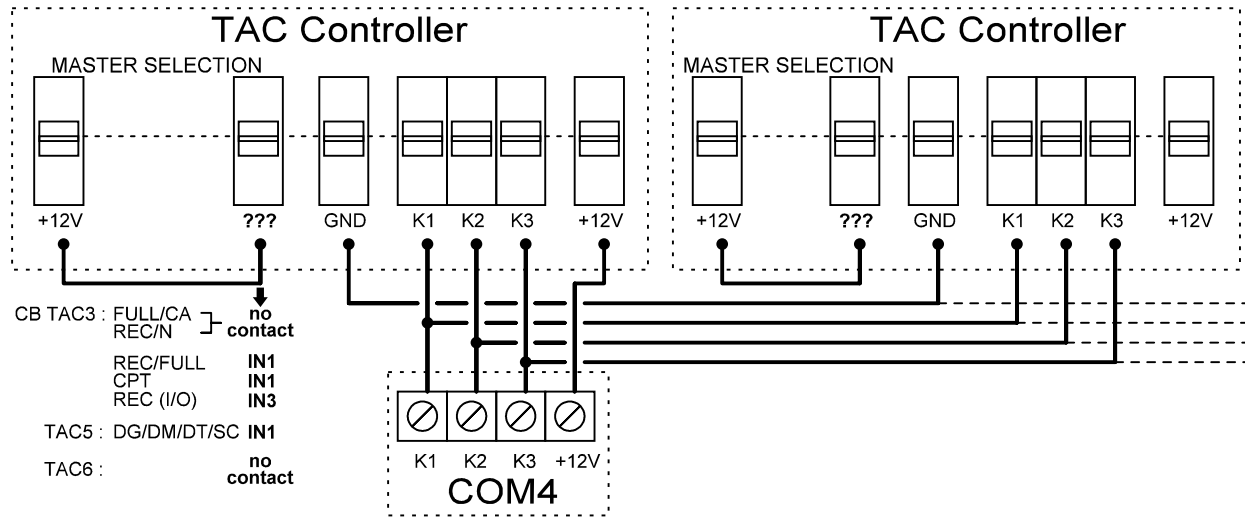 TAC Controller
TAC Controller
MASTER SELECTION
MASTER SELECTION
+12V ??? GND K1 K2 K3 +12V
+12V ??? GND K1 K2 K3 +12V
CB TAC3 : FULL/CA
REC/N
no
contact
REC/FULL IN1
CPT IN1
REC (I/O) IN3
TAC5 : DG/DM/DT/SC IN1
TAC6 : no
contact
K1 K2 K3 +12V
COM4